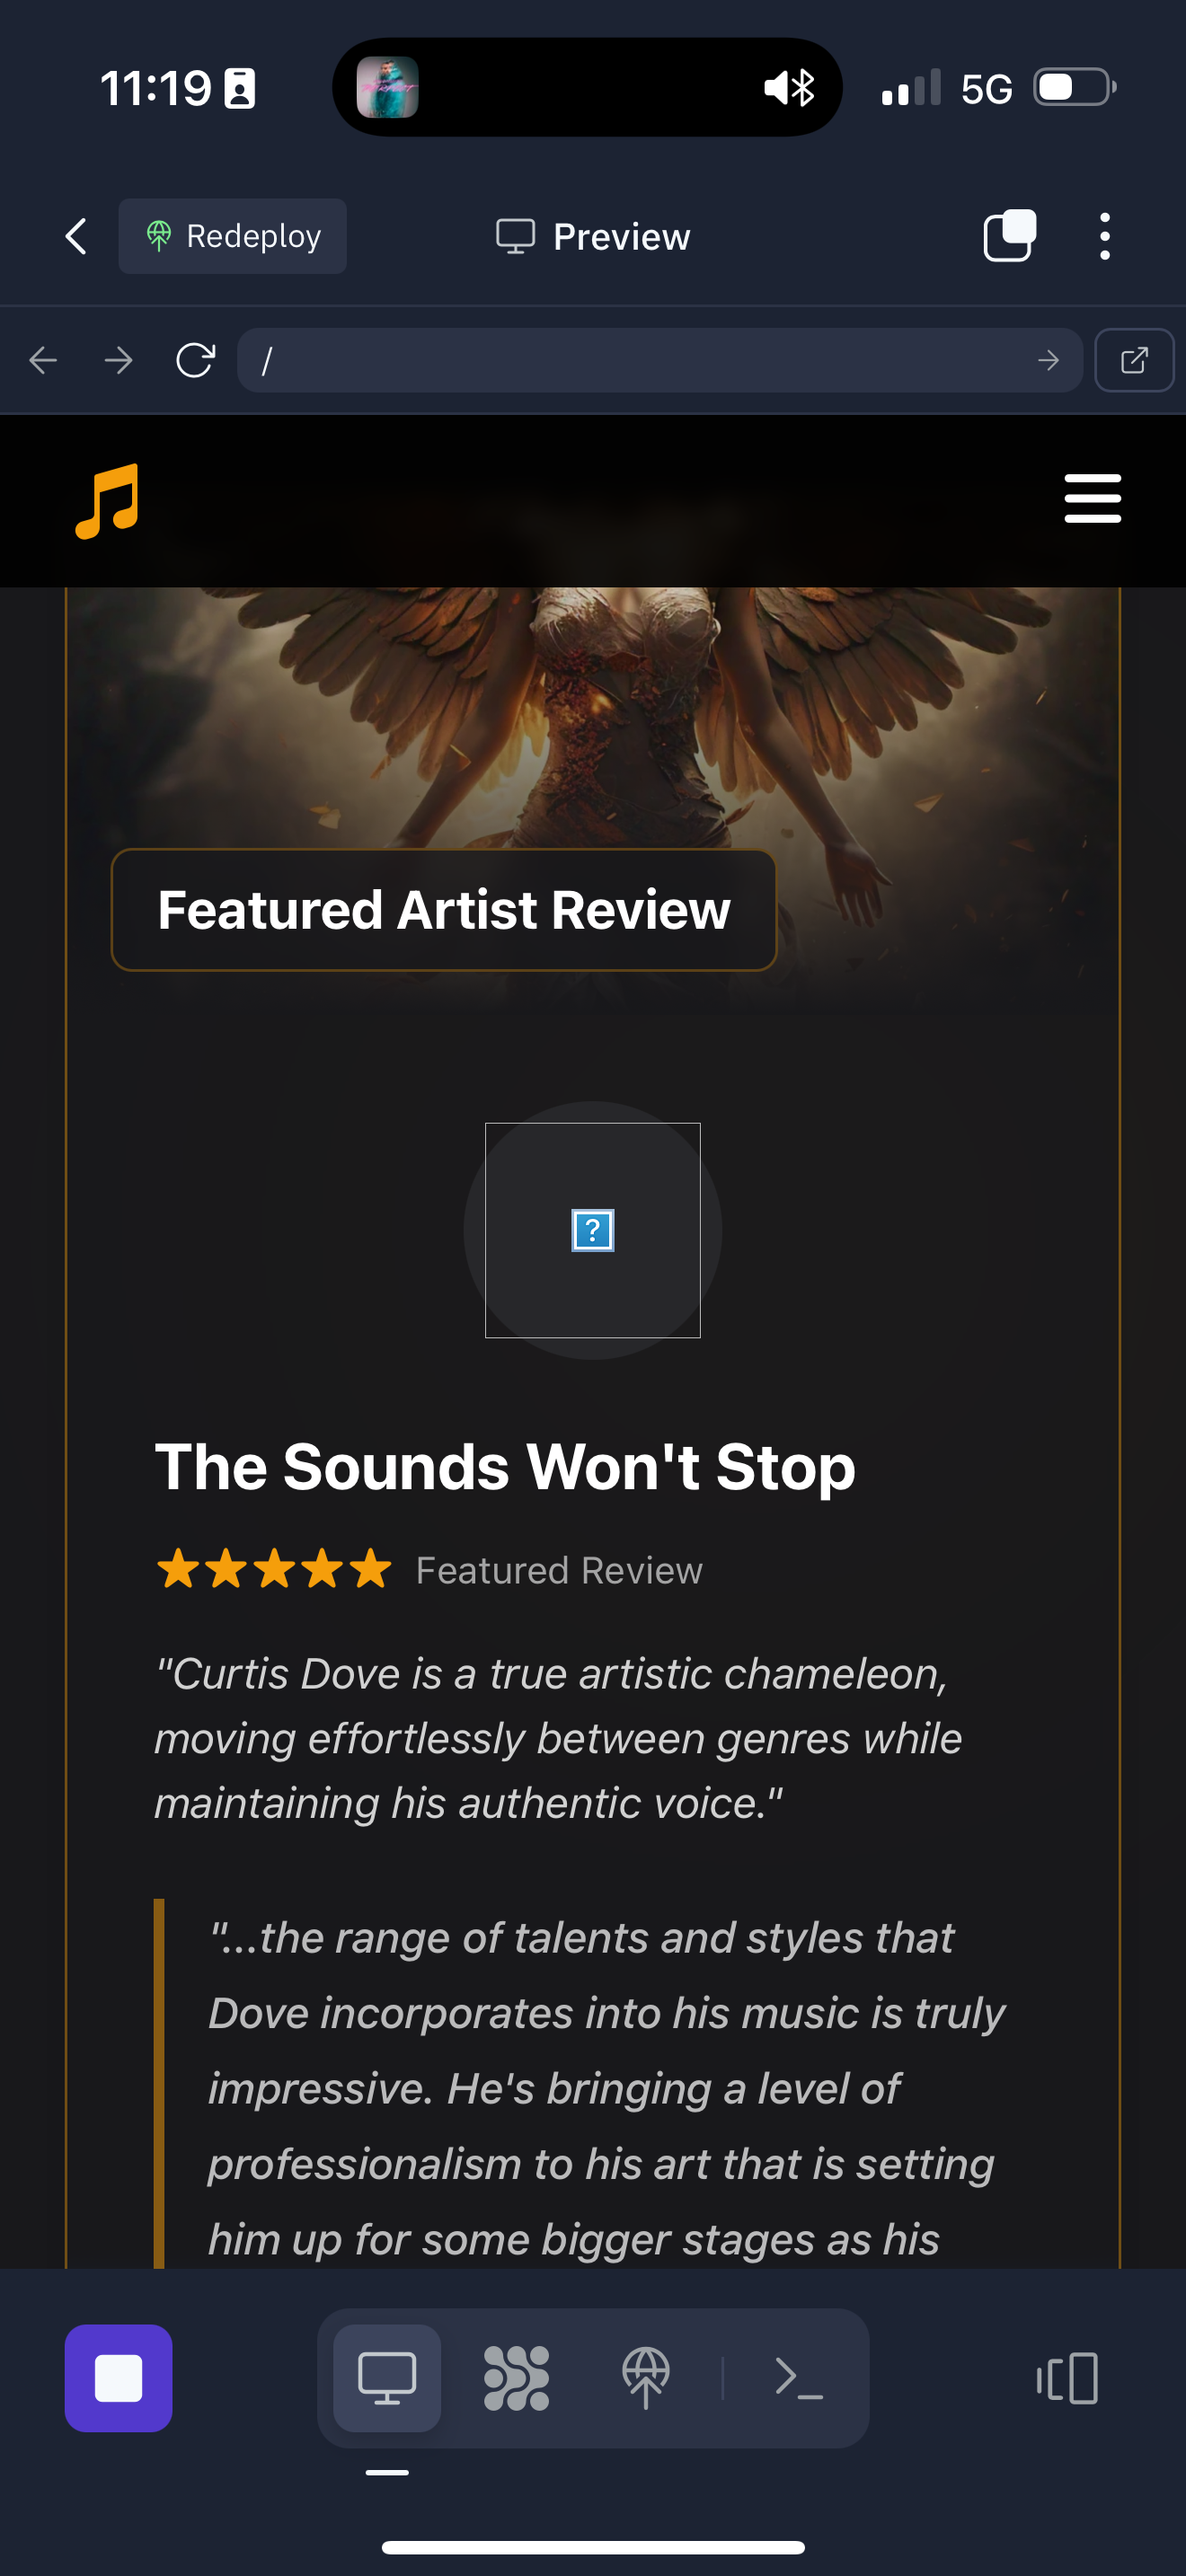 11:19
5G
Redeploy
Preview
/
Featured Artist Review
?
The Sounds Won't Stop
Featured Review
"Curtis Dove is a true artistic chameleon,
moving effortlessly between genres while
maintaining his authentic voice."
"...the range of talents and styles that
Dove incorporates into his music is truly
impressive. He's bringing a level of
professionalism to his art that is setting
him up for some bigger stages as his